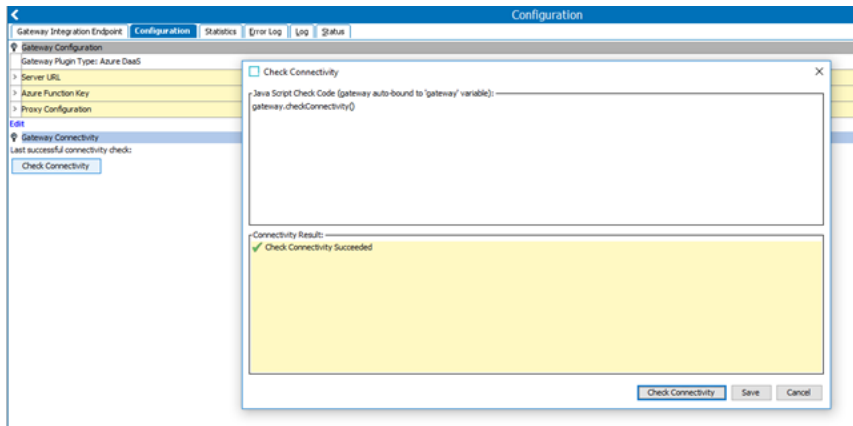 Configuration
Gateway Integration Endpoint Configuration Statistics Error Log Log Status
Gateway Configuration
Gateway Plugin Type: Azure DaaS
Server URL
Azure Function Key
Proxy Configuration
Edit
Gateway Connectivity
Last successful connectivity check:
Check Connectivity
Check Connectivity
Java Script Check Code (gateway auto-bound to 'gateway' variable):
gateway.checkConnectivity()
Connectivity Result:
Check Connectivity Succeeded
Check Connectivity Save Cancel